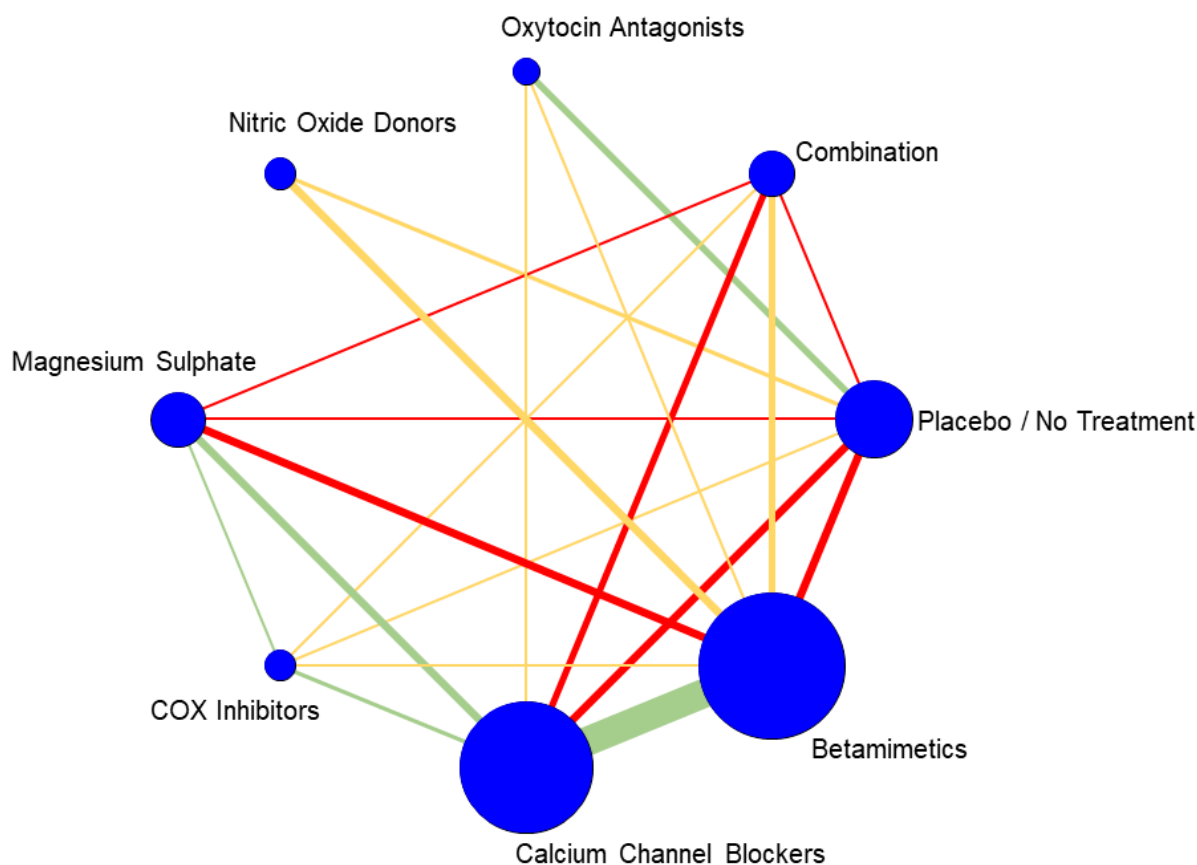 Oxytocin Antagonists
Nitric Oxide Donors
Combination
Magnesium Sulphate
Placebo / No Treatment
COX Inhibitors
Betamimetics
Calcium Channel Blockers